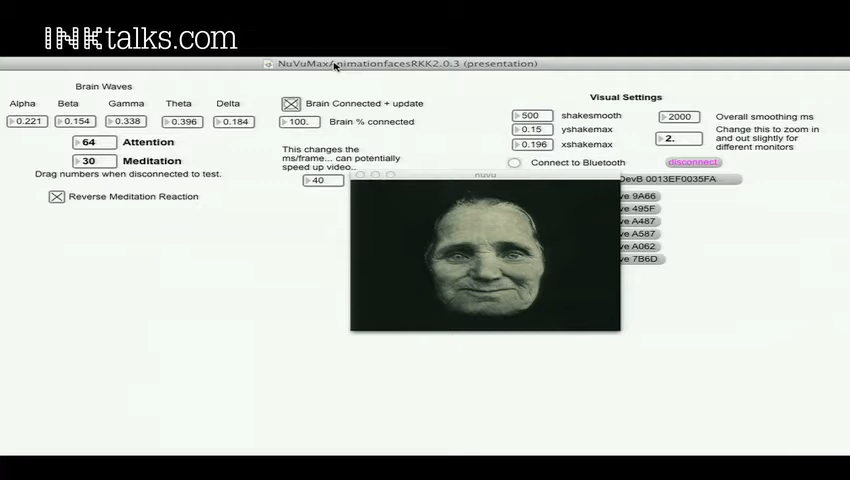 INKtalks.com
NuVuMaxAnimationfacesRKK2.0.3 (presentation)
Brain Waves
Alpha Beta Gamma Theta Delta
0.221 0.154 0.338 0.396 0.184
64 Attention
30 Meditation
Drag numbers when disconnected to test.
Reverse Meditation Reaction
Brain Connected + update
100. Brain % connected
This changes the
ms/frame... can potentially
speed up video..
40
nuvu
Visual Settings
500 shakesmooth
0.15 yshakemax
0.196 xshakemax
2000 Overall smoothing ms
2. Change this to zoom in
and out slightly for
different monitors
Connect to Bluetooth disconnect
DevB 0013EF0035FA
ve 9A66
ve 495F
ve A487
ve A587
ve A062
ve 7B6D